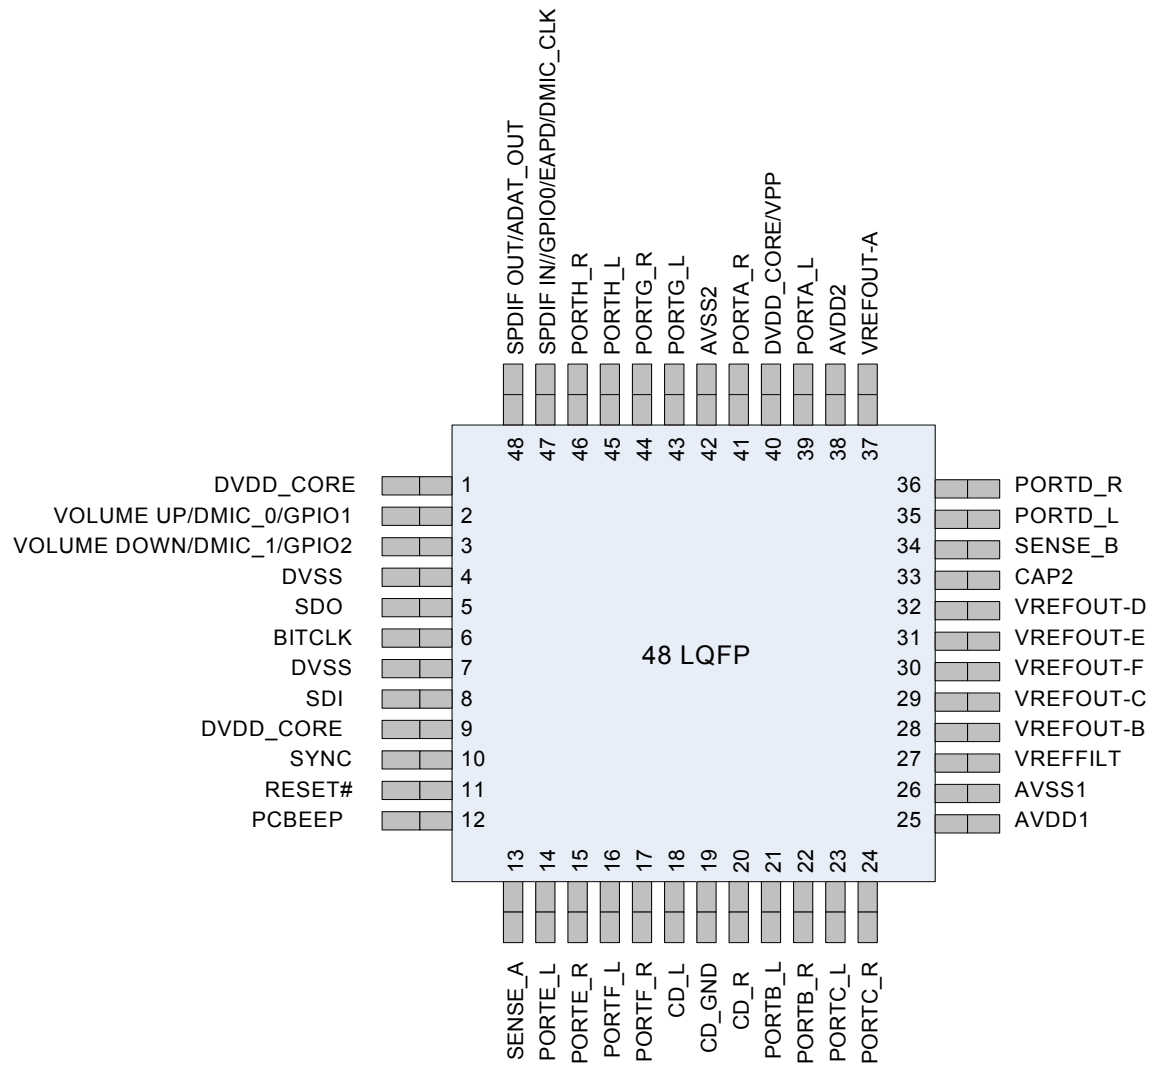 SPDIF OUT/ADAT_OUT
SPDIF IN//GPIO0/EAPD/DMIC_CLK
PORTH_R
PORTH_L
PORTG_R
PORTG_L
AVSS2
PORTA_R
DVDD_CORE/VPP
PORTA_L
AVDD2
VREFOUT-A
48
47
46
45
44
43
42
41
40
39
38
37
DVDD_CORE 1
VOLUME UP/DMIC_0/GPIO1 2
VOLUME DOWN/DMIC_1/GPIO2 3
DVSS 4
SDO 5
BITCLK 6
DVSS 7
SDI 8
DVDD_CORE 9
SYNC 10
RESET# 11
PCBEEP 12
48 LQFP
36 PORTD_R
35 PORTD_L
34 SENSE_B
33 CAP2
32 VREFOUT-D
31 VREFOUT-E
30 VREFOUT-F
29 VREFOUT-C
28 VREFOUT-B
27 VREFFILT
26 AVSS1
25 AVDD1
13
14
15
16
17
18
19
20
21
22
23
24
SENSE_A
PORTE_L
PORTE_R
PORTF_L
PORTF_R
CD_L
CD_GND
CD_R
PORTB_L
PORTB_R
PORTC_L
PORTC_R